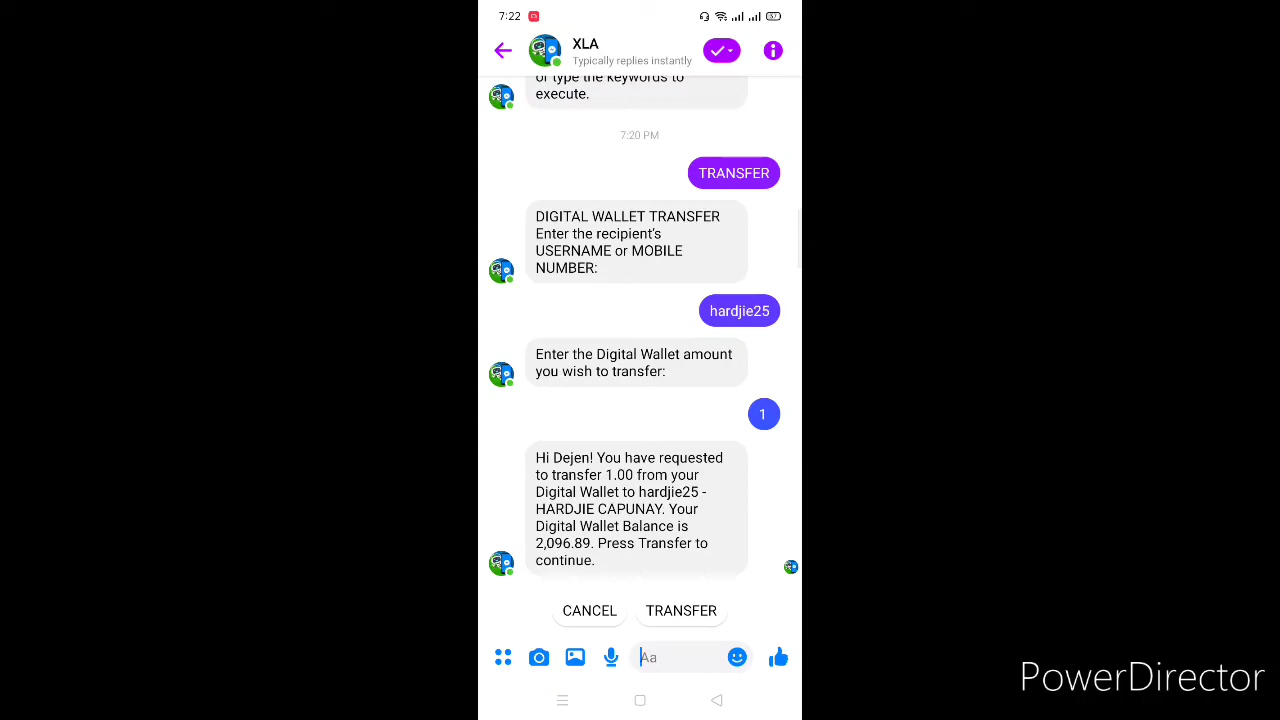 7:22
XLA
Typically replies instantly
or type the keywords to
execute.
7:20 PM
TRANSFER
DIGITAL WALLET TRANSFER
Enter the recipient's
USERNAME or MOBILE
NUMBER:
hardjie25
Enter the Digital Wallet amount
you wish to transfer:
1
Hi Dejen! You have requested
to transfer 1.00 from your
Digital Wallet to hardjie25 -
HARDJIE CAPUNAY. Your
Digital Wallet Balance is
2,096.89. Press Transfer to
continue.
CANCEL TRANSFER
Aa
PowerDirector